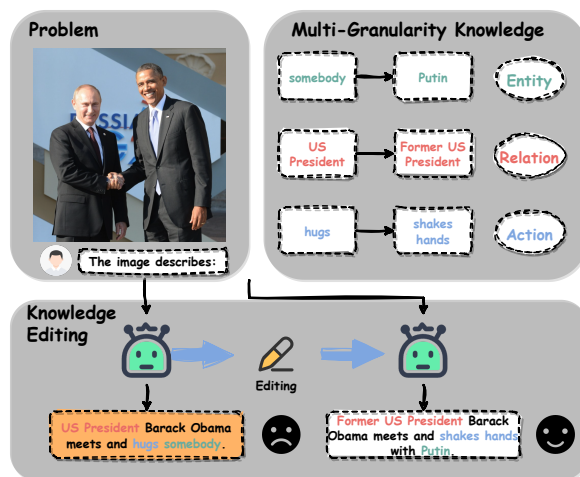 Problem
RUSSIA
The image describes:
Multi-Granularity Knowledge
somebody
Putin
Entity
US
President
Former US
President
Relation
hugs
shakes
hands
Action
Knowledge
Editing
Editing
US President Barack Obama
meets and hugs somebody.
Former US President Barack
Obama meets and shakes hands
with Putin.